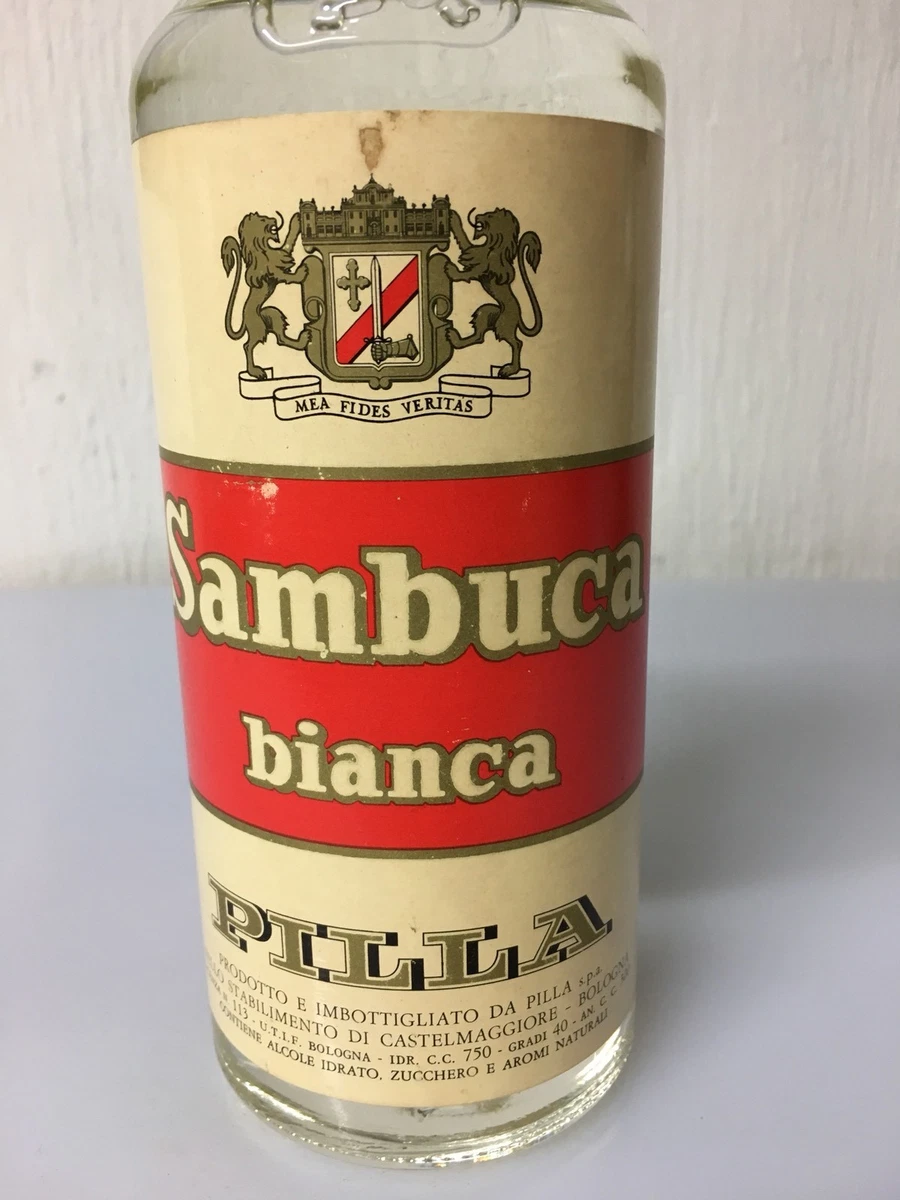 MEA FIDES VERITAS
Sambuca
bianca
PILLA
PRODOTTO E IMBOTTIGLIATO DA PILLA s.p.a.
STABILIMENTO DI CASTELMAGGIORE - BOLOGNA
N. 113 - U.T.I.F. BOLOGNA - IDR. C.C. 750 - GRADI 40 - AN. C.C.
CONTIENE ALCOLE IDRATO, ZUCCHERO E AROMI NATURALI